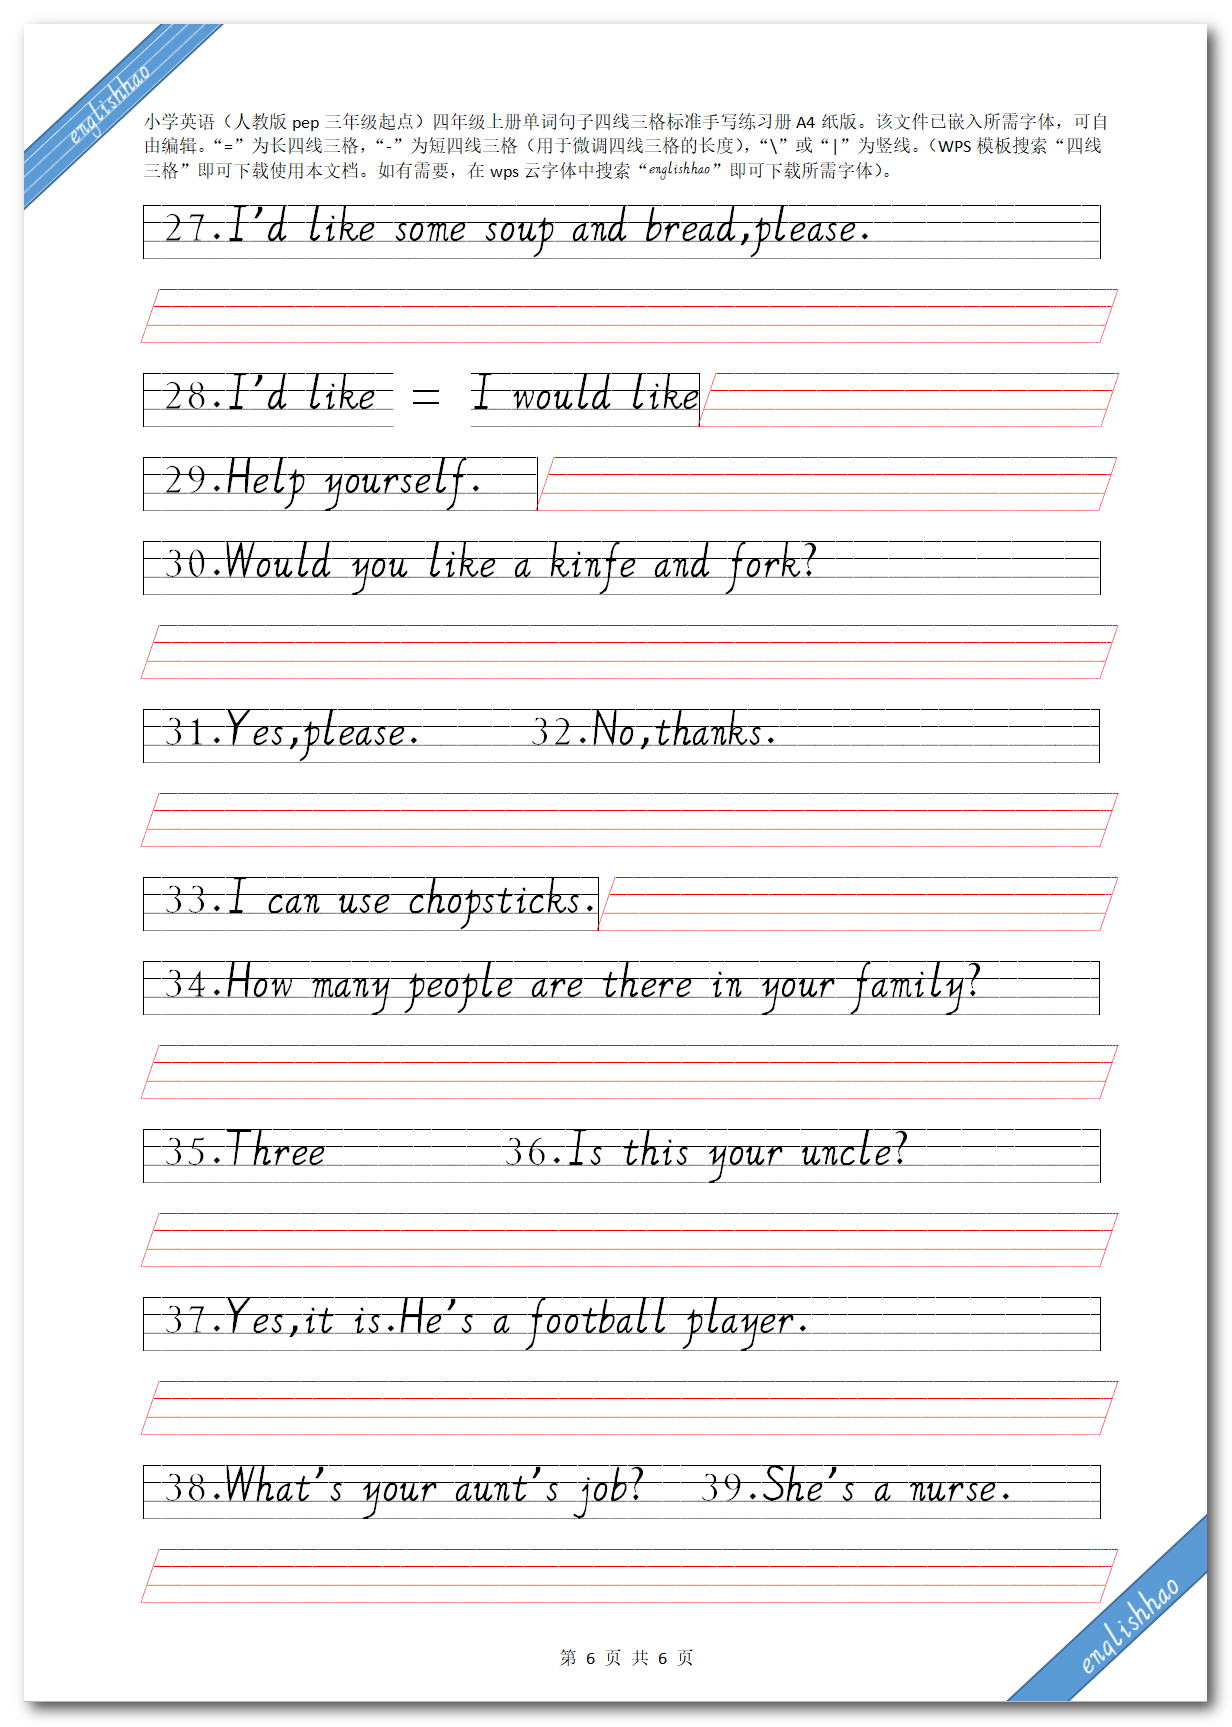 englishhao
小学英语（人教版 pep 三年级起点）四年级上册单词句子四线三格标准手写练习册 A4 纸版。该文件已嵌入所需字体，可自
由编辑。“=”为长四线三格，“-”为短四线三格（用于微调四线三格的长度），“\”或“|”为竖线。（WPS 模板搜索“四线
三格”即可下载使用本文档。如有需要，在 wps 云字体中搜索“englishhao”即可下载所需字体）。
27.I'd like some soup and bread,please.
28.I'd like = I would like
29.Help yourself.
30.Would you like a kinfe and fork?
31.Yes,please. 32.No,thanks.
33.I can use chopsticks.
34.How many people are there in your family?
35.Three 36.Is this your uncle?
37.Yes,it is.He's a football player.
38.What's your aunt's job? 39.She's a nurse.
englishhao
第 6 页 共 6 页